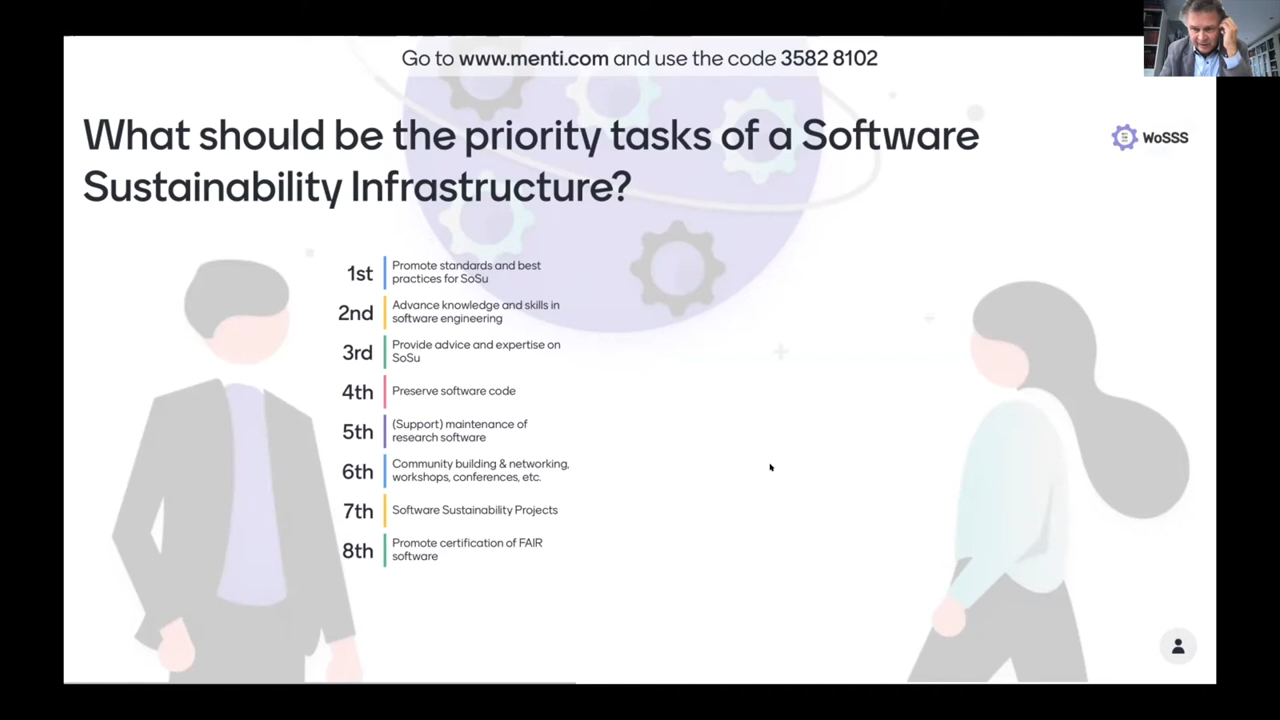 Go to www.menti.com and use the code 3582 8102
What should be the priority tasks of a Software
Sustainability Infrastructure?
WoSSS
1st
Promote standards and best
practices for SoSu
2nd
Advance knowledge and skills in
software engineering
3rd
Provide advice and expertise on
SoSu
4th
Preserve software code
5th
(Support) maintenance of
research software
6th
Community building & networking,
workshops, conferences, etc.
7th
Software Sustainability Projects
8th
Promote certification of FAIR
software